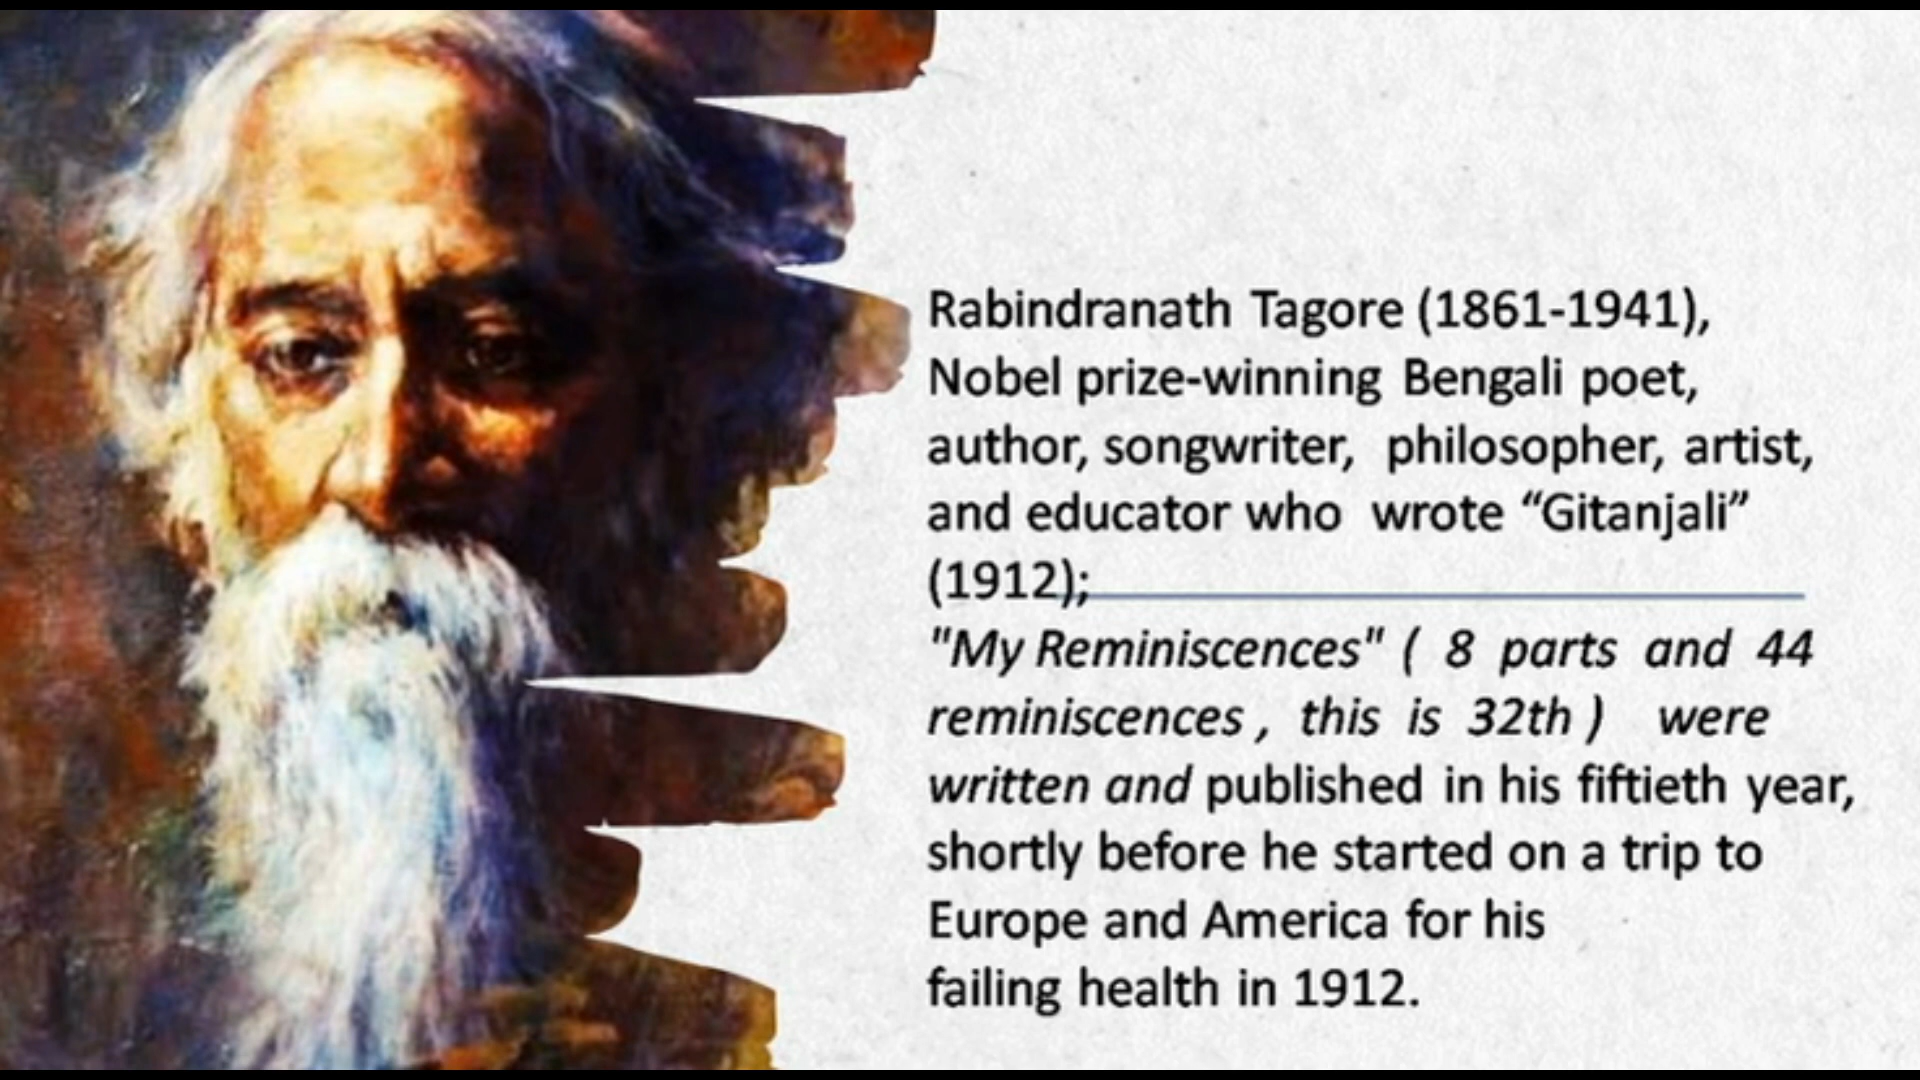 Rabindranath Tagore (1861-1941),
Nobel prize-winning Bengali poet,
author, songwriter, philosopher, artist,
and educator who wrote “Gitanjali”
(1912);
"My Reminiscences" ( 8 parts and 44
reminiscences , this is 32th ) were
written and published in his fiftieth year,
shortly before he started on a trip to
Europe and America for his
failing health in 1912.